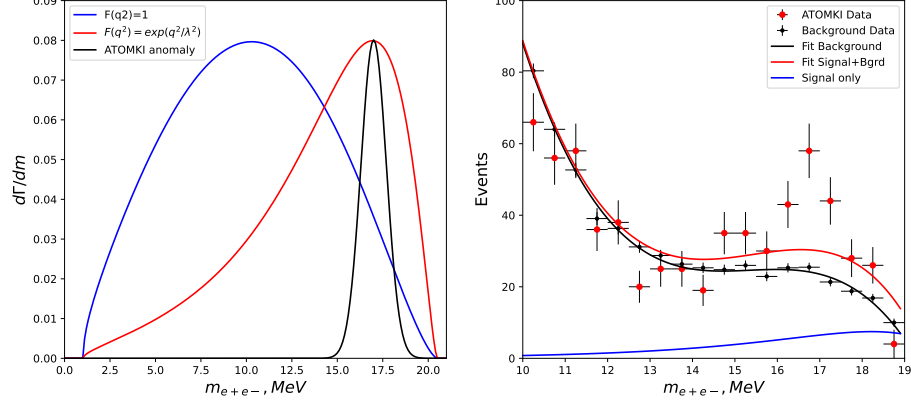 F(q2)=1
F(q²)=exp(q²/λ²)
ATOMKI anomaly
0.09
0.08
0.07
0.06
0.05
0.04
0.03
0.02
0.01
0.00
dΓ/dm
0.0 2.5 5.0 7.5 10.0 12.5 15.0 17.5 20.0
m_{e+e−}, MeV
ATOMKI Data
Background Data
Fit Background
Fit Signal+Bgrd
Signal only
100
80
60
40
20
0
Events
10 11 12 13 14 15 16 17 18 19
m_{e+e−}, MeV